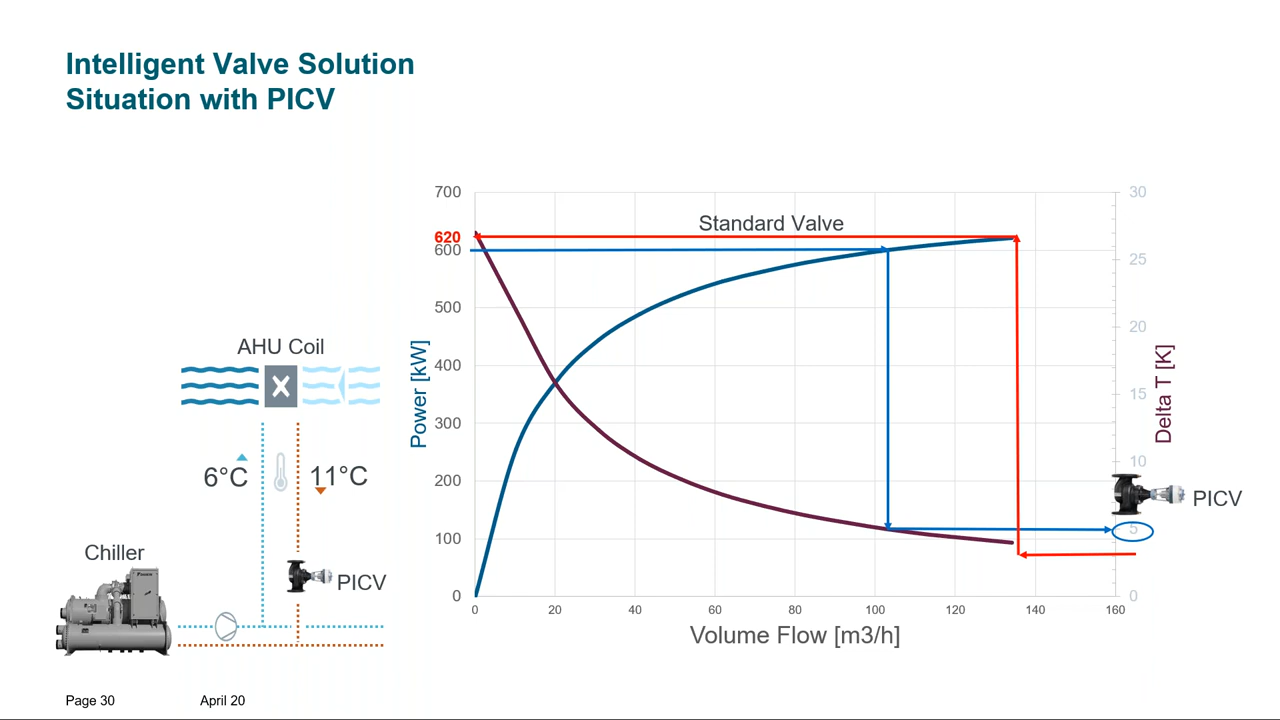 Intelligent Valve Solution
Situation with PICV
AHU Coil
6°C
11°C
Chiller
PICV
Standard Valve
Power [kW]
700
620
600
500
400
300
200
100
0
0
20
40
60
80
100
120
140
160
Volume Flow [m3/h]
30
25
20
15
10
5
0
Delta T [K]
PICV
Page 30
April 20